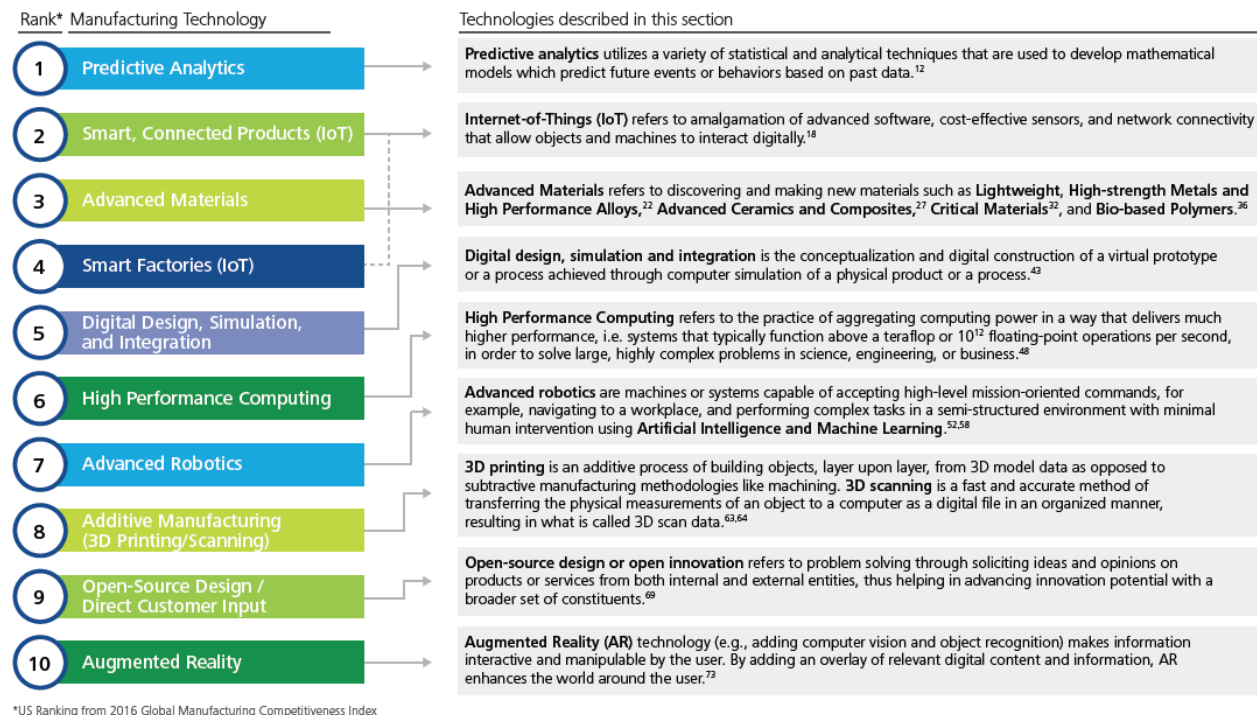 Rank* Manufacturing Technology
Technologies described in this section
1 Predictive Analytics
Predictive analytics utilizes a variety of statistical and analytical techniques that are used to develop mathematical
models which predict future events or behaviors based on past data.¹²
2 Smart, Connected Products (IoT)
Internet-of-Things (IoT) refers to amalgamation of advanced software, cost-effective sensors, and network connectivity
that allow objects and machines to interact digitally.¹⁸
3 Advanced Materials
Advanced Materials refers to discovering and making new materials such as Lightweight, High-strength Metals and
High Performance Alloys,²² Advanced Ceramics and Composites,²⁷ Critical Materials³², and Bio-based Polymers.³⁶
4 Smart Factories (IoT)
Digital design, simulation and integration is the conceptualization and digital construction of a virtual prototype
or a process achieved through computer simulation of a physical product or a process.⁴³
5 Digital Design, Simulation,
and Integration
High Performance Computing refers to the practice of aggregating computing power in a way that delivers much
higher performance, i.e. systems that typically function above a teraflop or 10¹² floating-point operations per second,
in order to solve large, highly complex problems in science, engineering, or business.⁴⁸
6 High Performance Computing
Advanced robotics are machines or systems capable of accepting high-level mission-oriented commands, for
example, navigating to a workplace, and performing complex tasks in a semi-structured environment with minimal
human intervention using Artificial Intelligence and Machine Learning.⁵²,⁵⁸
7 Advanced Robotics
3D printing is an additive process of building objects, layer upon layer, from 3D model data as opposed to
subtractive manufacturing methodologies like machining. 3D scanning is a fast and accurate method of
transferring the physical measurements of an object to a computer as a digital file in an organized manner,
resulting in what is called 3D scan data.⁶³,⁶⁴
8 Additive Manufacturing
(3D Printing/Scanning)
Open-source design or open innovation refers to problem solving through soliciting ideas and opinions on
products or services from both internal and external entities, thus helping in advancing innovation potential with a
broader set of constituents.⁶⁹
9 Open-Source Design /
Direct Customer Input
Augmented Reality (AR) technology (e.g., adding computer vision and object recognition) makes information
interactive and manipulable by the user. By adding an overlay of relevant digital content and information, AR
enhances the world around the user.⁷³
10 Augmented Reality
*US Ranking from 2016 Global Manufacturing Competitiveness Index